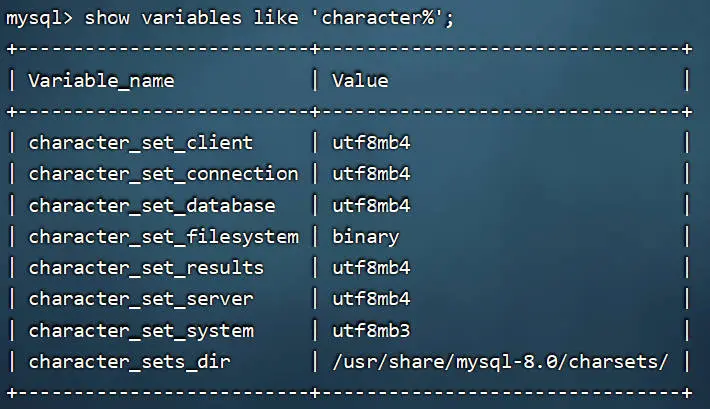 mysql> show variables like 'character%';
+--------------------------+--------------------------------+
| Variable_name            | Value                          |
+--------------------------+--------------------------------+
| character_set_client     | utf8mb4                        |
| character_set_connection | utf8mb4                        |
| character_set_database   | utf8mb4                        |
| character_set_filesystem | binary                         |
| character_set_results    | utf8mb4                        |
| character_set_server     | utf8mb4                        |
| character_set_system     | utf8mb3                        |
| character_sets_dir       | /usr/share/mysql-8.0/charsets/ |
+--------------------------+--------------------------------+